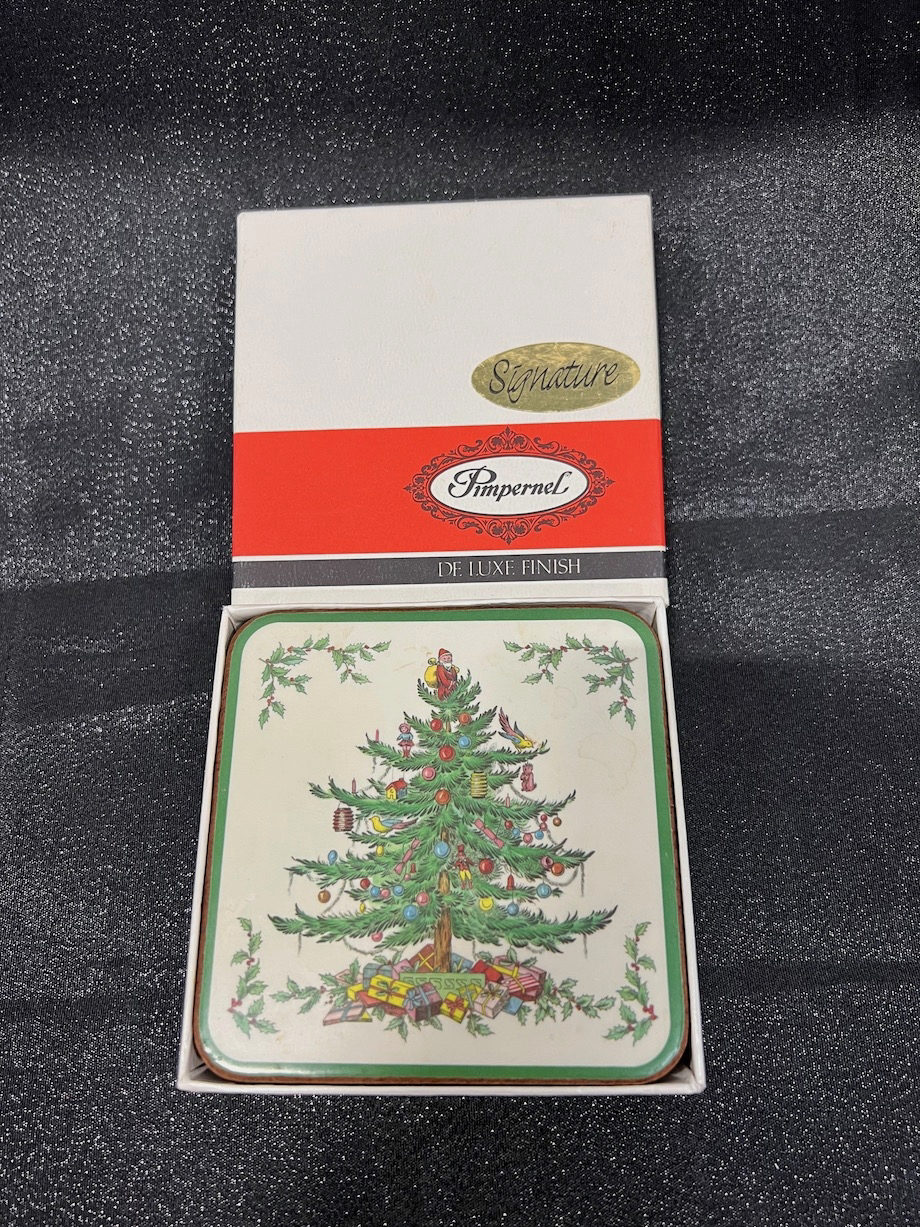 Signature
Pimpernel
DE LUXE FINISH